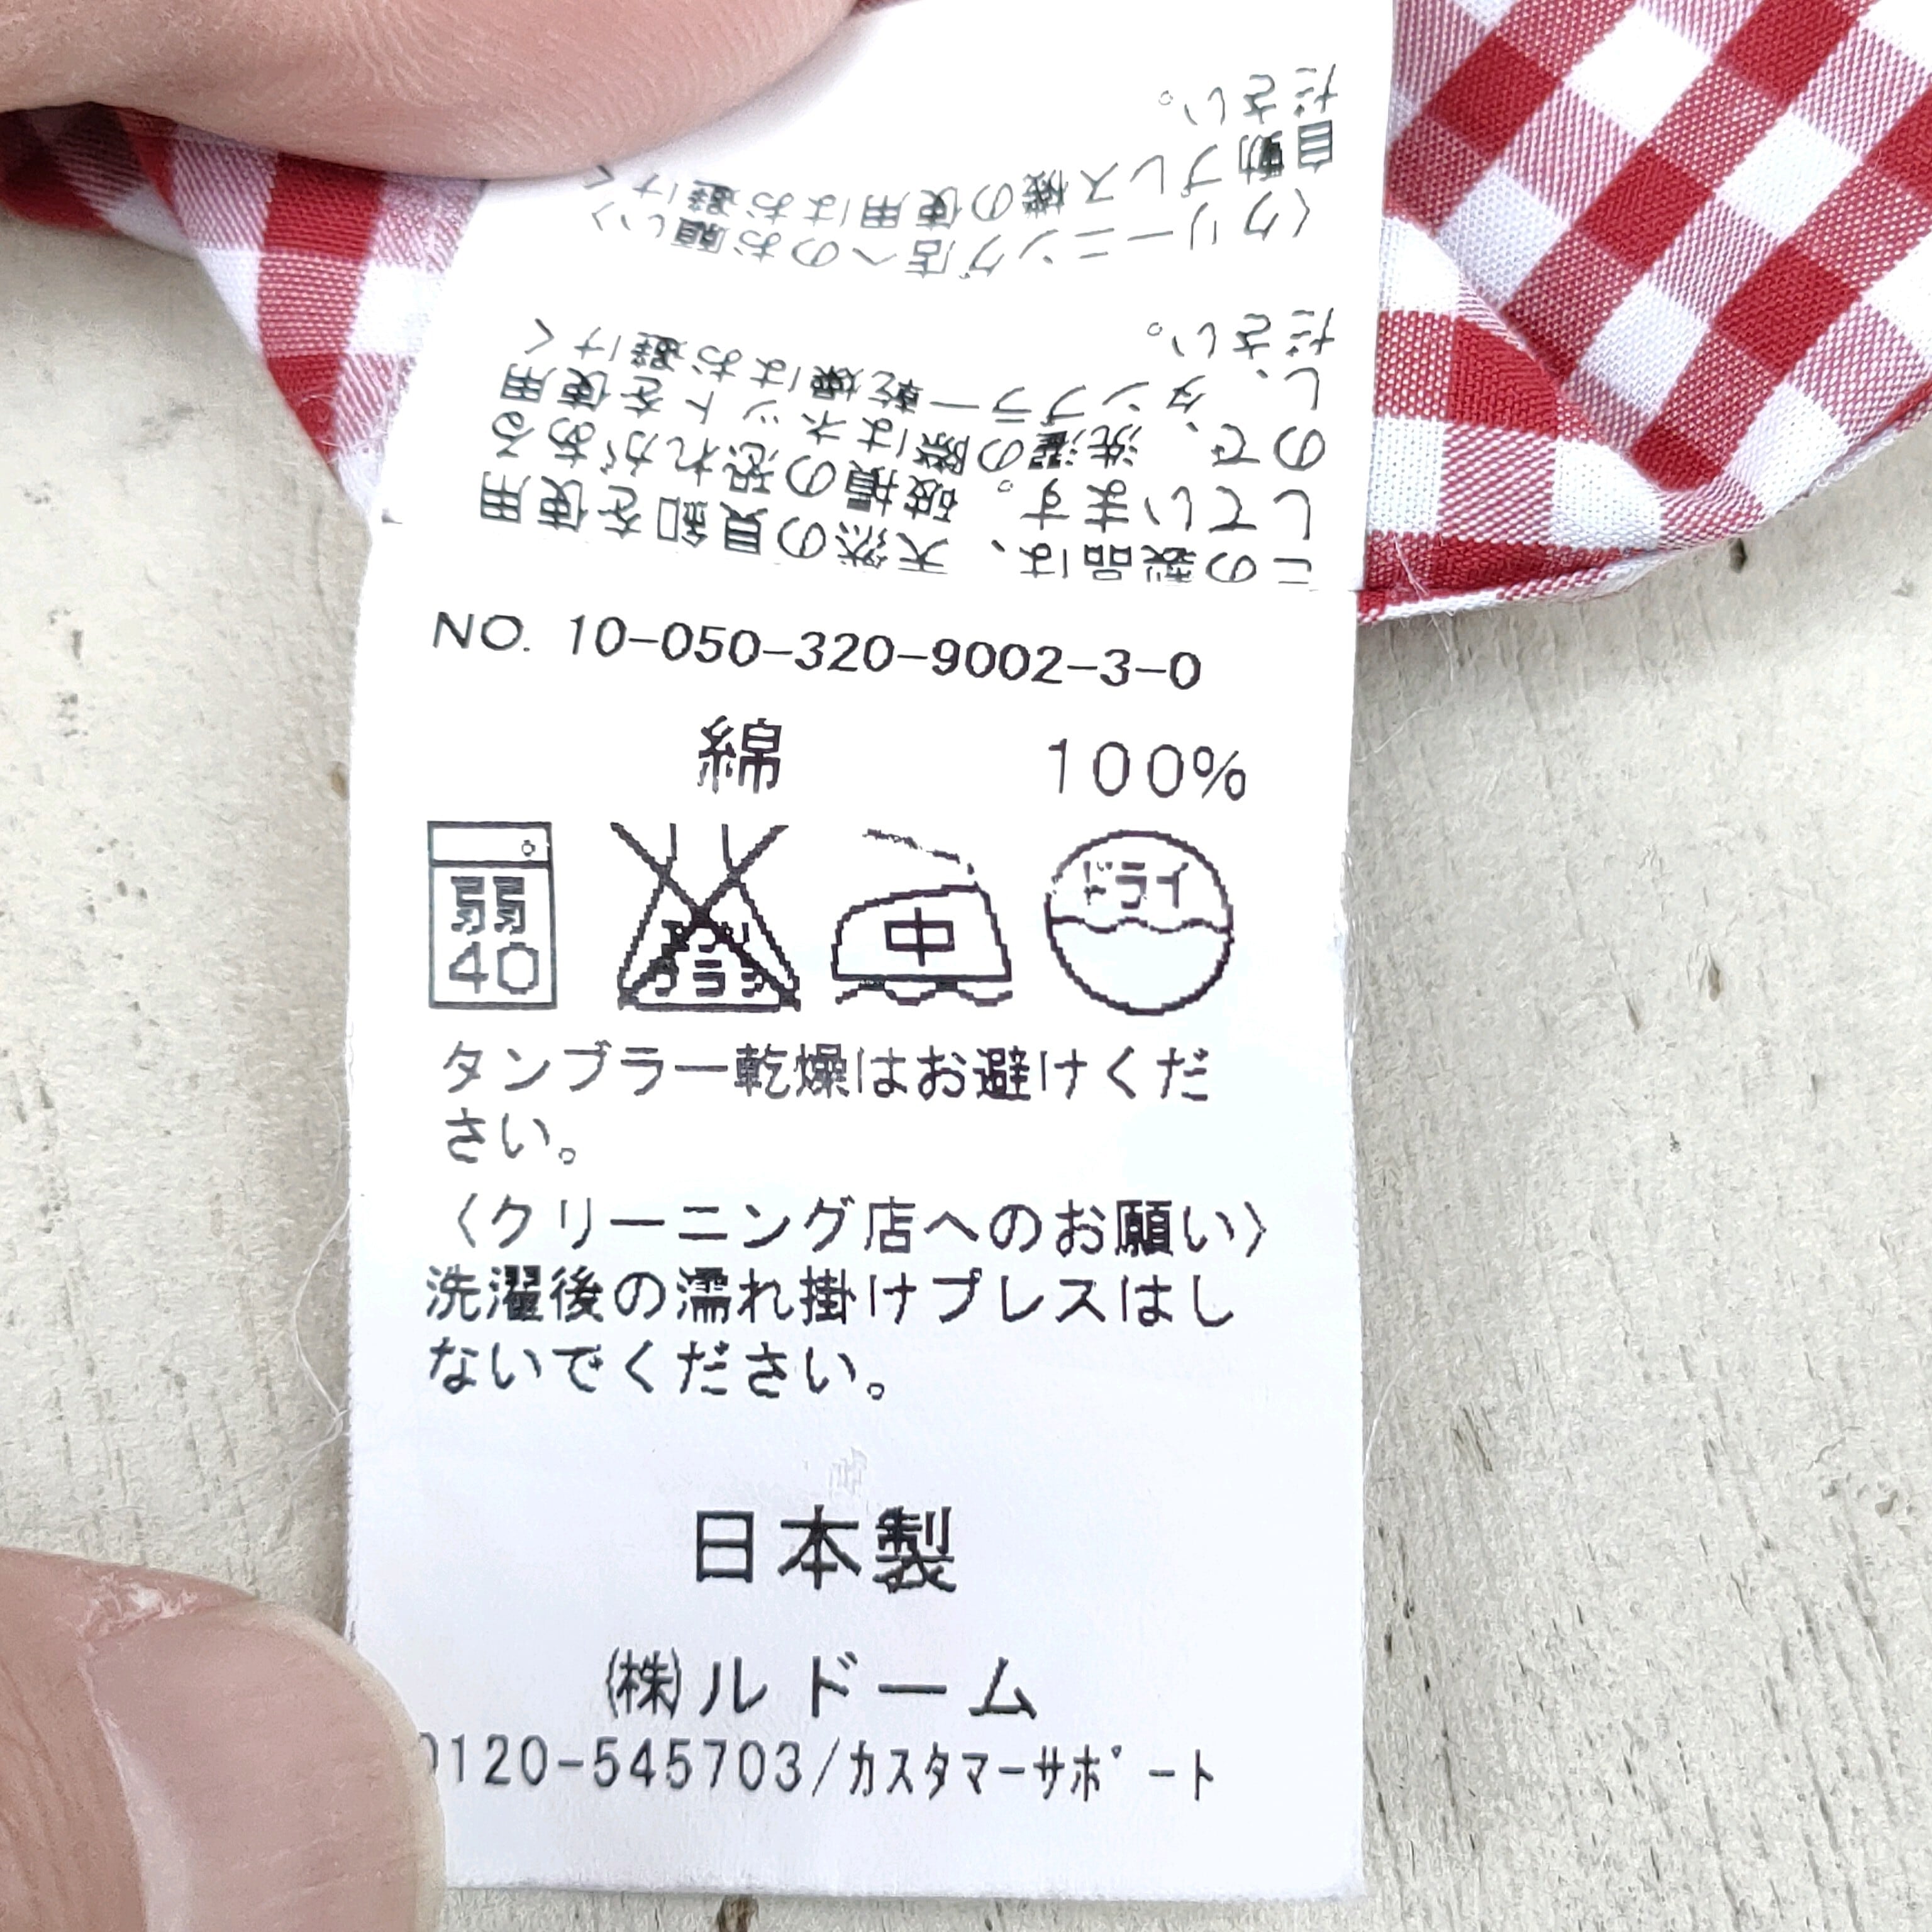 この製品は、天然の貝釦を使用
しています。破損の恐れがある
ので、洗濯の際はネットを使用
し、タンブラー乾燥はお避けく
ださい。
〈クリーニング店へのお願い〉
自動プレス機の使用はお避けく
ださい。
NO. 10-050-320-9002-3-0
綿 100%
弱
40
エンソ
サラシ
中
ドライ
タンブラー乾燥はお避けくだ
さい。
〈クリーニング店へのお願い〉
洗濯後の濡れ掛けプレスはし
ないでください。
日本製
㈱ルドーム
0120-545703/カスタマーサポート